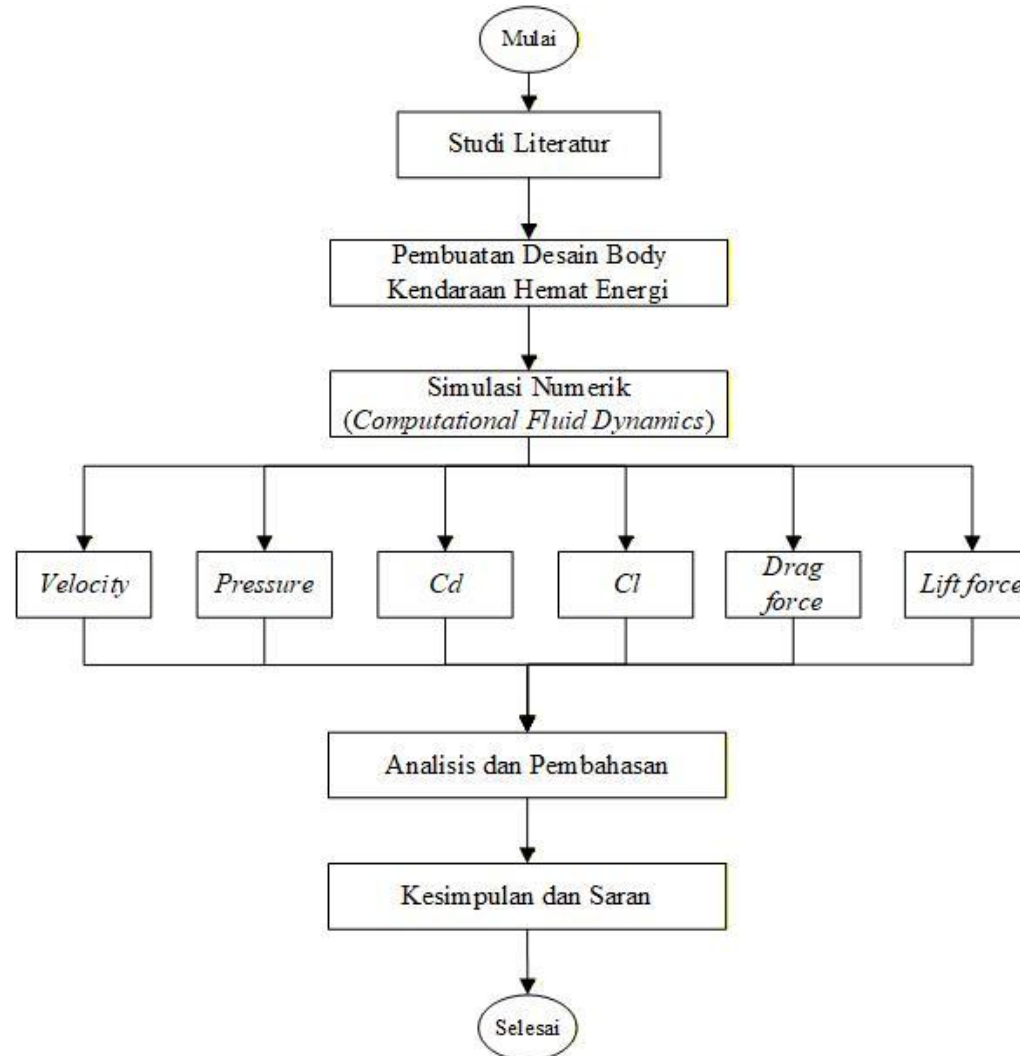 Mulai
Studi Literatur
Pembuatan Desain Body
Kendaraan Hemat Energi
Simulasi Numerik
(Computational Fluid Dynamics)
Velocity
Pressure
Cd
Cl
Drag
force
Lift force
Analisis dan Pembahasan
Kesimpulan dan Saran
Selesai